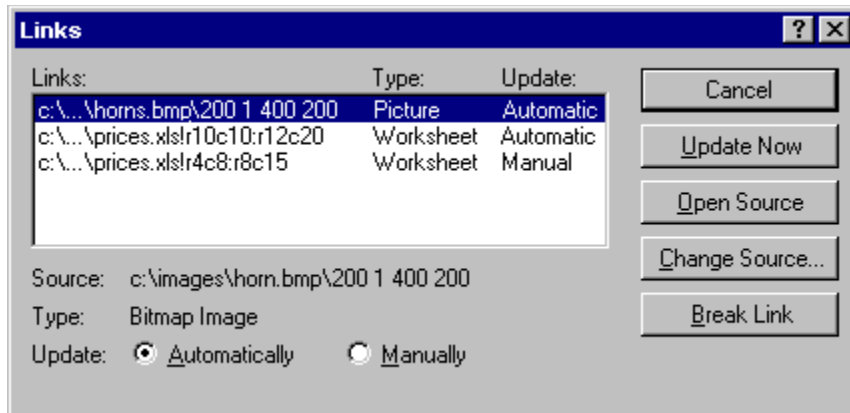 Links
Links: Type: Update:
c:\...\horns.bmp\200 1 400 200 Picture Automatic
c:\...\prices.xls!r10c10:r12c20 Worksheet Automatic
c:\...\prices.xls!r4c8:r8c15 Worksheet Manual
Source: c:\images\horn.bmp\200 1 400 200
Type: Bitmap Image
Update: Automatically Manually
Cancel
Update Now
Open Source
Change Source...
Break Link